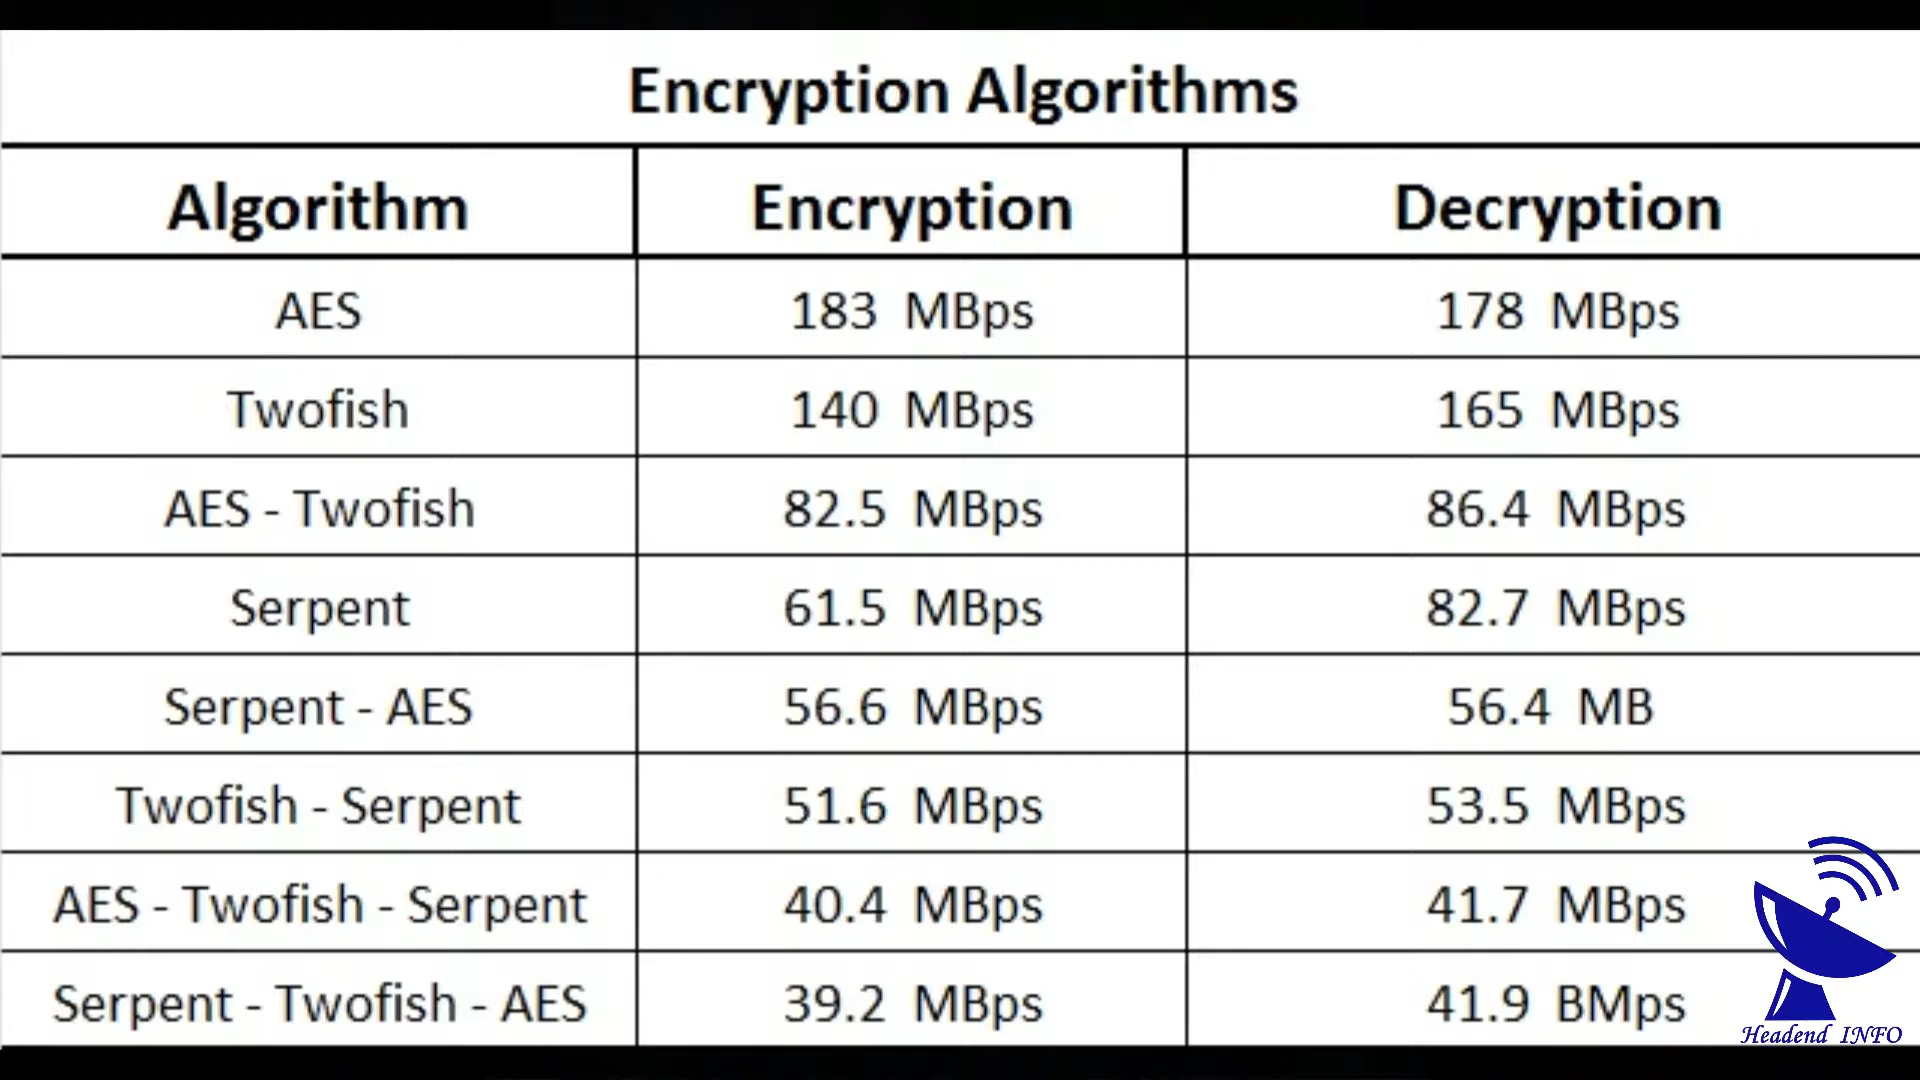 Encryption Algorithms
Algorithm Encryption Decryption
AES 183 MBps 178 MBps
Twofish 140 MBps 165 MBps
AES - Twofish 82.5 MBps 86.4 MBps
Serpent 61.5 MBps 82.7 MBps
Serpent - AES 56.6 MBps 56.4 MB
Twofish - Serpent 51.6 MBps 53.5 MBps
AES - Twofish - Serpent 40.4 MBps 41.7 MBps
Serpent - Twofish - AES 39.2 MBps 41.9 BMps
Headend INFO